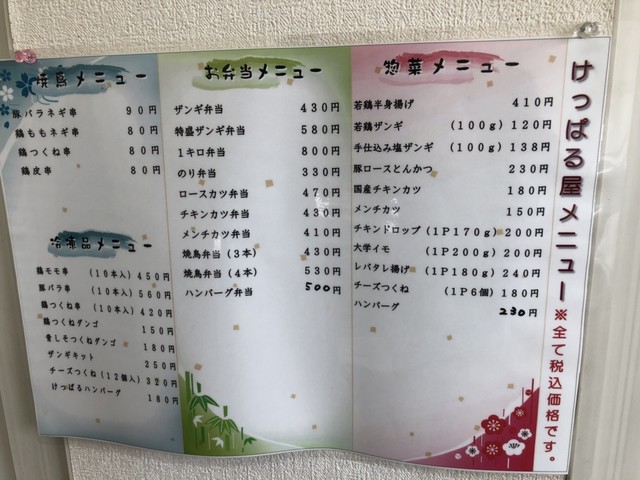 焼鳥メニュー
豚バラネギ串 90円
鶏ももネギ串 80円
鶏つくね串 80円
鶏皮串 80円
冷凍品メニュー
鶏モモ串 (10本入) 450円
豚バラ串 (10本入) 560円
鶏つくね串 (10本入) 420円
鶏つくねダンゴ 150円
青しそつくねダンゴ 180円
ザンギキット 250円
チーズつくね(12個入) 320円
けっぱるハンバーグ 180円
お弁当メニュー
ザンギ弁当 430円
特盛ザンギ弁当 580円
1キロ弁当 800円
のり弁当 330円
ロースカツ弁当 470円
チキンカツ弁当 430円
メンチカツ弁当 410円
焼鳥弁当(3本) 430円
焼鳥弁当(4本) 530円
ハンバーグ弁当 500円
惣菜メニュー
若鶏半身揚げ 410円
若鶏ザンギ (100g) 120円
手仕込み塩ザンギ (100g) 138円
豚ロースとんかつ 230円
国産チキンカツ 180円
メンチカツ 150円
チキンドロップ (1P170g) 200円
大学イモ (1P200g) 200円
レバタレ揚げ (1P180g) 240円
チーズつくね (1P6個) 180円
ハンバーグ 230円
けっぱる屋メニュー※全て税込価格です。